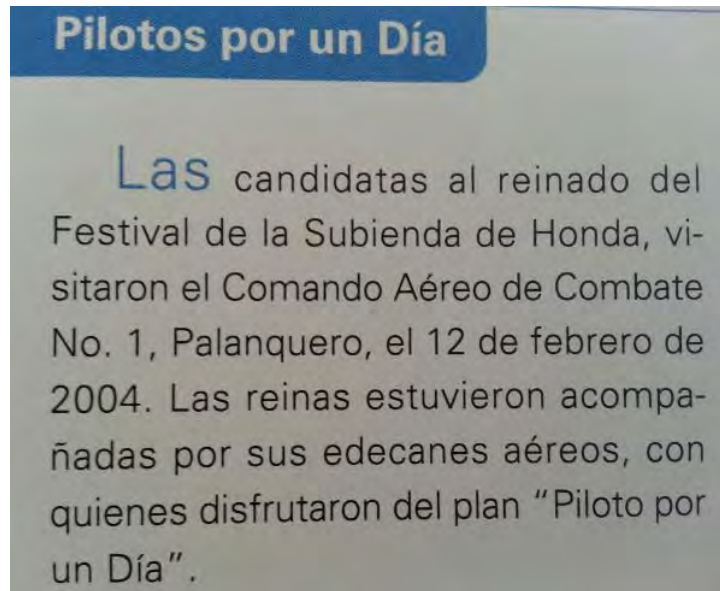 Pilotos por un Día
Las candidatas al reinado del
Festival de la Subienda de Honda, vi-
sitaron el Comando Aéreo de Combate
No. 1, Palanquero, el 12 de febrero de
2004. Las reinas estuvieron acompa-
ñadas por sus edecanes aéreos, con
quienes disfrutaron del plan “Piloto por
un Día”.